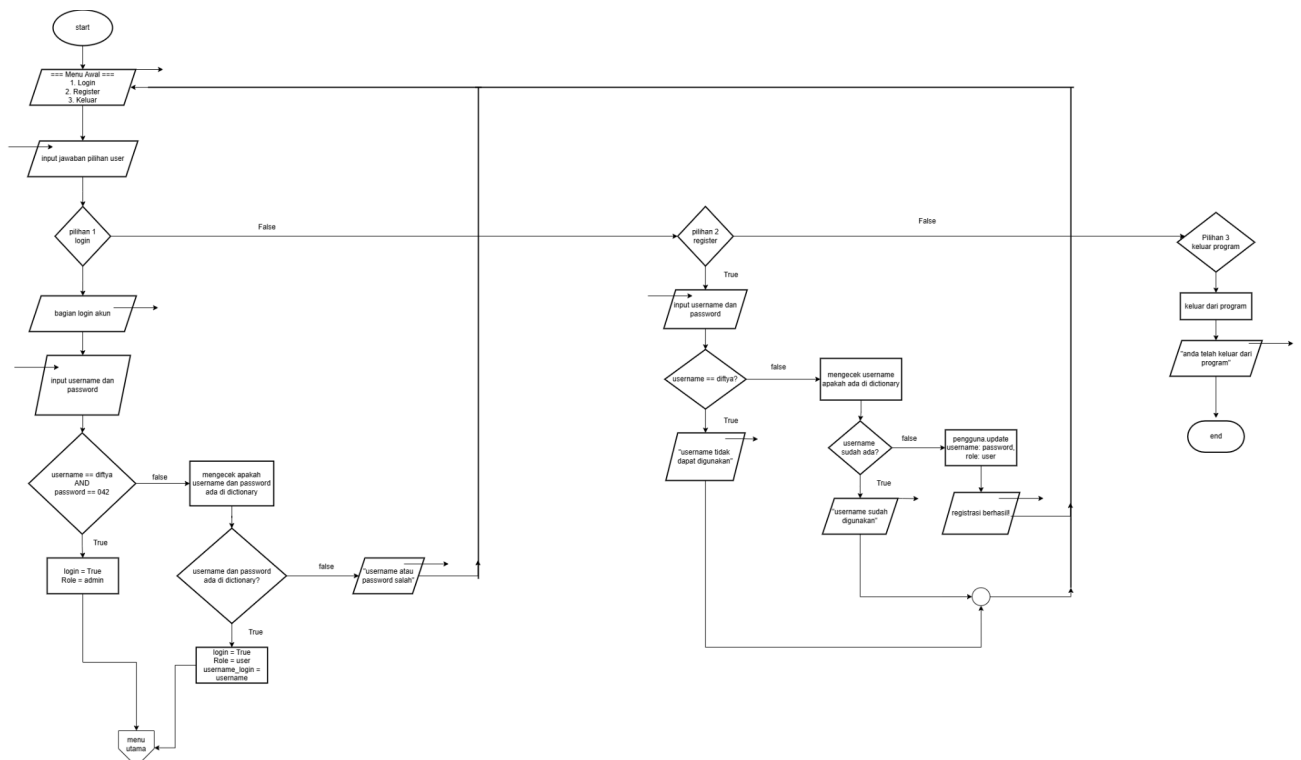 start
=== Menu Awal ===
1. Login
2. Register
3. Keluar
input jawaban pilihan user
pilihan 1
login
False
pilihan 2
register
False
Pilihan 3
keluar program
bagian login akun
input username dan
password
username == diftya
AND
password == 042
false
mengecek apakah
username dan password
ada di dictionary
True
login = True
Role = admin
username dan password
ada di dictionary?
false
"username atau
password salah"
True
login = True
Role = user
username_login =
username
menu
utama
True
input username dan
password
username == diftya?
false
mengecek username
apakah ada di dictionary
True
"username tidak
dapat digunakan"
username
sudah ada?
false
pengguna.update
username: password,
role: user
True
"username sudah
digunakan"
registrasi berhasil!
keluar dari program
"anda telah keluar dari
program"
end